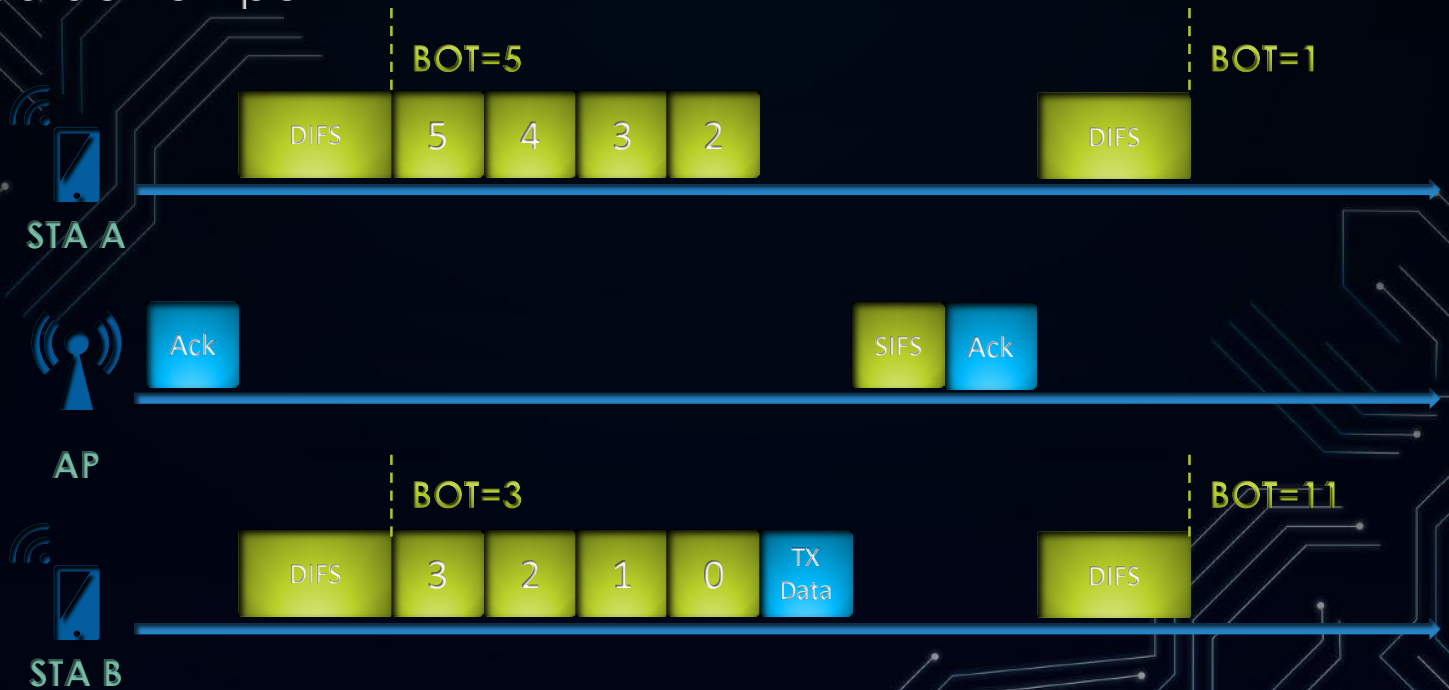 BOT=5
BOT=1
DIFS 5 4 3 2 DIFS
STA A
Ack SIFS Ack
AP
BOT=3
BOT=11
DIFS 3 2 1 0 TX Data DIFS
STA B